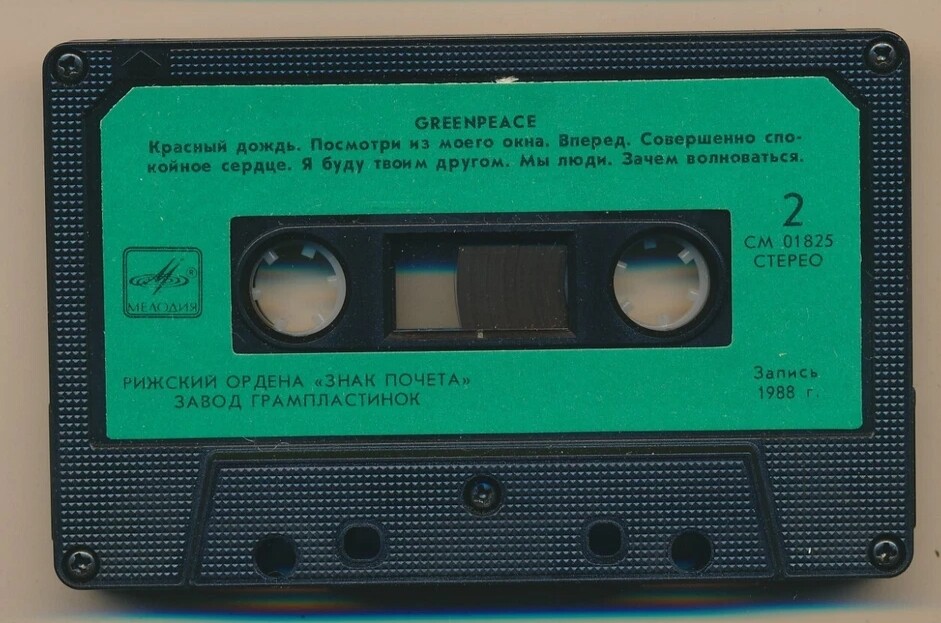 GREENPEACE
Красный дождь. Посмотри из моего окна. Вперед. Совершенно спо-
койное сердце. Я буду твоим другом. Мы люди. Зачем волноваться.
2
СМ 01825
СТЕРЕО
®
МЕЛОДИЯ
РИЖСКИЙ ОРДЕНА «ЗНАК ПОЧЕТА»
ЗАВОД ГРАМПЛАСТИНОК
Запись
1988 г.